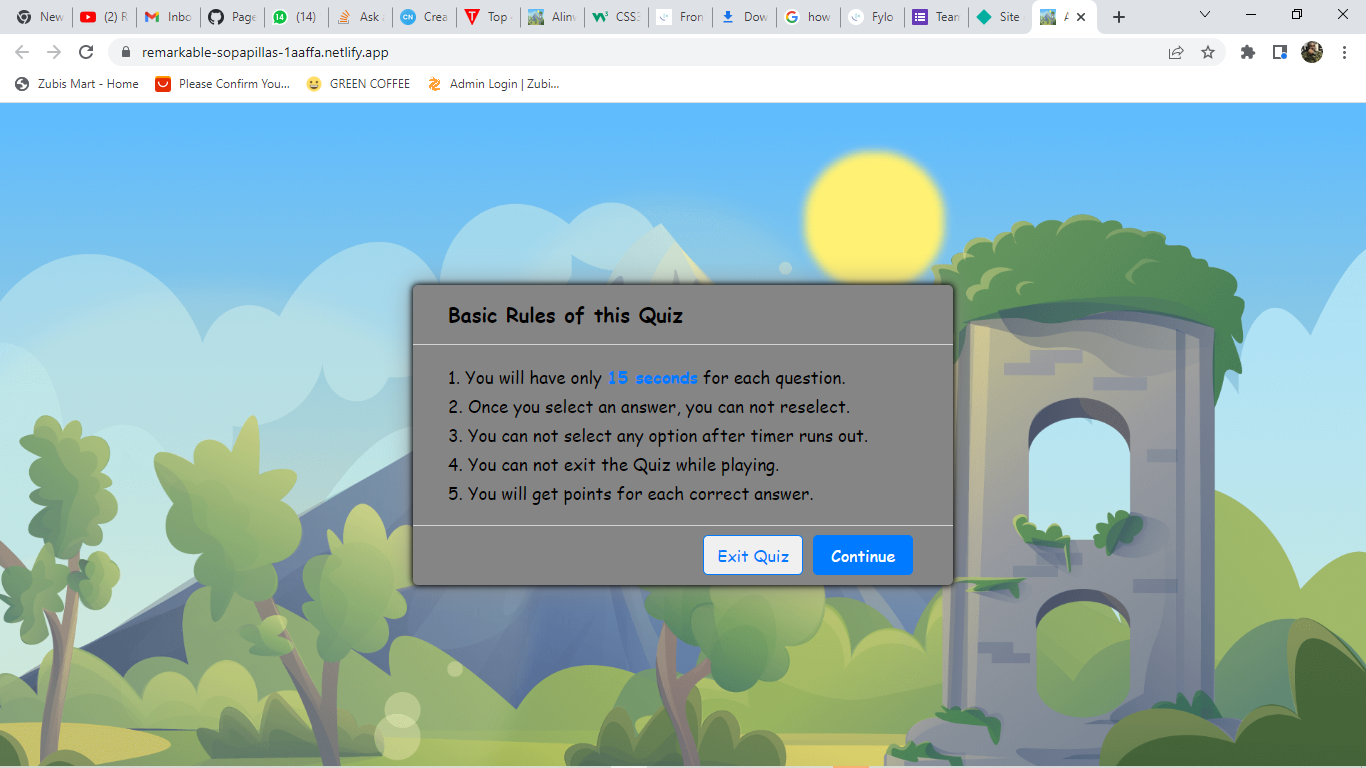 New
(2) R
Inbo
Page
(14)
Ask a
Crea
Top
Alinv
CSS
Fron
Dow
how
Fylo
Tean
Site
remarkable-sopapillas-1aaffa.netlify.app
Zubis Mart - Home
Please Confirm You...
GREEN COFFEE
Admin Login | Zubi...
Basic Rules of this Quiz
1. You will have only 15 seconds for each question.
2. Once you select an answer, you can not reselect.
3. You can not select any option after timer runs out.
4. You can not exit the Quiz while playing.
5. You will get points for each correct answer.
Exit Quiz
Continue